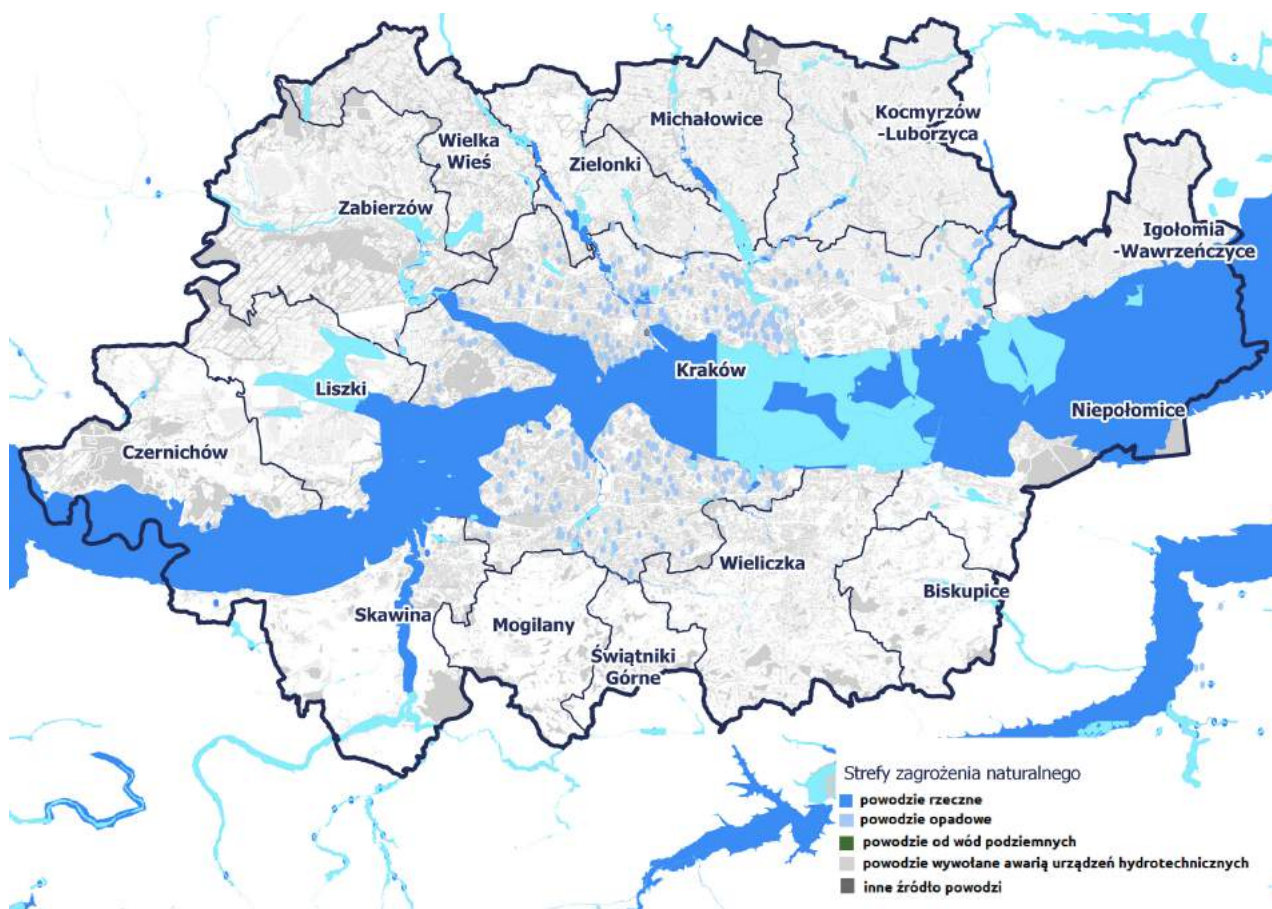 Michałowice
Kocmyrzów
-Luborzyca
Wielka
Wieś
Zielonki
Zabierzów
Igołomia
-Wawrzeńczyce
Kraków
Liszki
Niepołomice
Czernichów
Wieliczka
Biskupice
Skawina
Mogilany
Świątniki
Górne
Strefy zagrożenia naturalnego
powodzie rzeczne
powodzie opadowe
powodzie od wód podziemnych
powodzie wywołane awarią urządzeń hydrotechnicznych
inne źródło powodzi